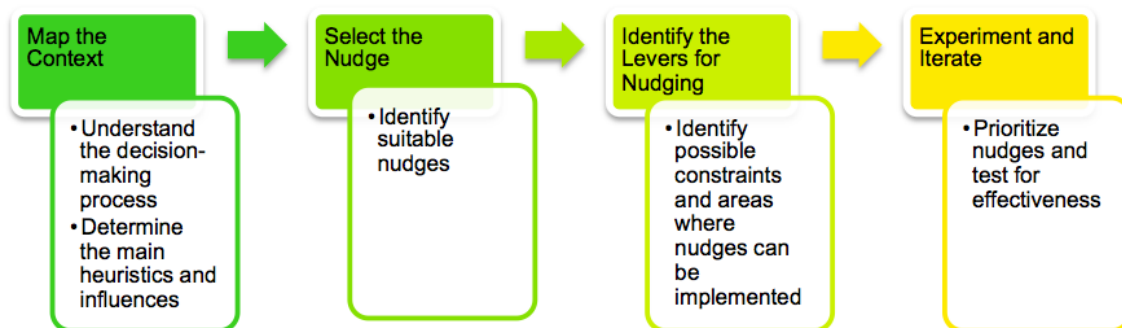 Map the
Context
• Understand
the decision-
making
process
• Determine
the main
heuristics and
influences
Select the
Nudge
• Identify
suitable
nudges
Identify the
Levers for
Nudging
• Identify
possible
constraints
and areas
where
nudges can
be
implemented
Experiment and
Iterate
• Prioritize
nudges and
test for
effectiveness